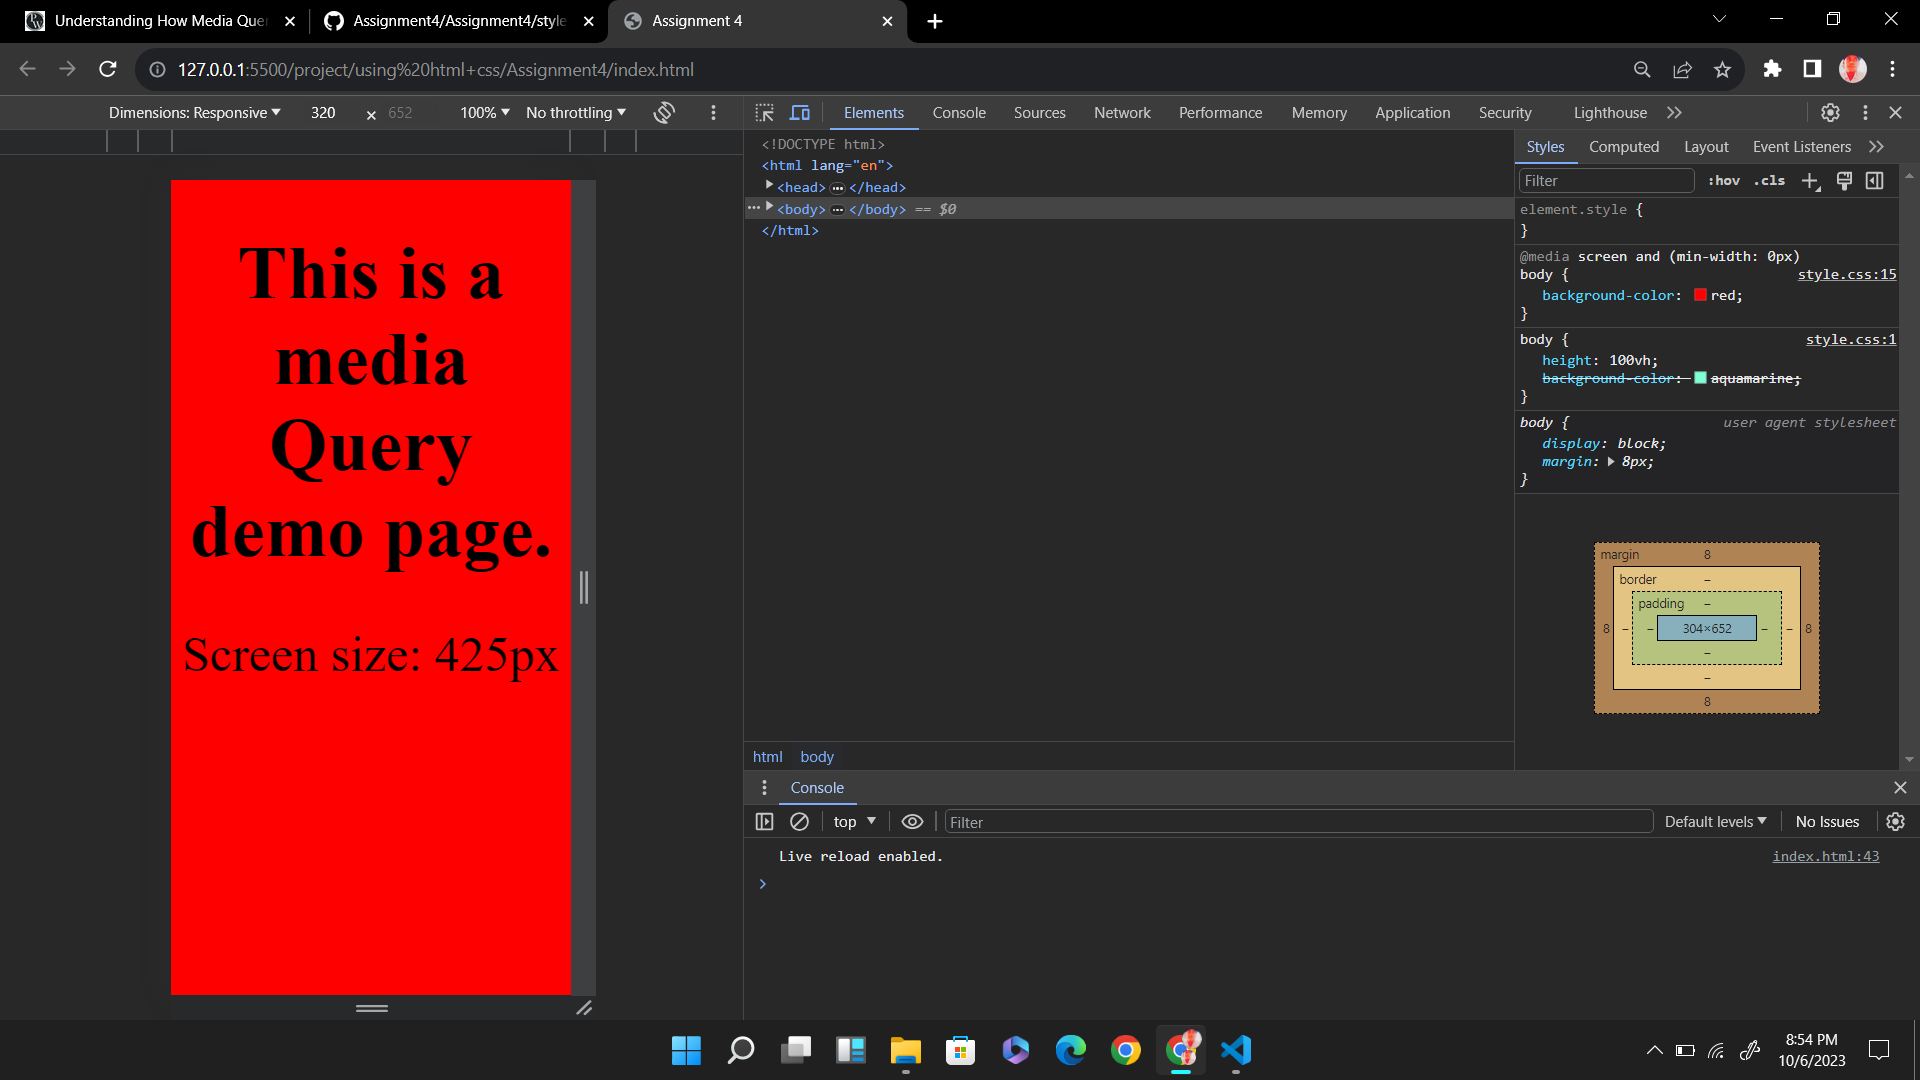 Understanding How Media Que
Assignment4/Assignment4/style
Assignment 4
127.0.0.1:5500/project/using%20html+css/Assignment4/index.html
Dimensions: Responsive 320 × 652 100% No throttling
Elements Console Sources Network Performance Memory Application Security Lighthouse
<!DOCTYPE html>
<html lang="en">
<head> ••• </head>
••• <body> ••• </body> == $0
</html>
Styles Computed Layout Event Listeners
Filter :hov .cls
element.style {
}
@media screen and (min-width: 0px)
body { style.css:15
background-color: red;
}
body { style.css:1
height: 100vh;
background-color: aquamarine;
}
body { user agent stylesheet
display: block;
margin: 8px;
}
margin 8
border –
padding –
8 – – 304×652 – – 8
–
–
8
This is a
media
Query
demo page.
Screen size: 425px
html body
Console
top Filter Default levels No Issues
Live reload enabled. index.html:43
8:54 PM
10/6/2023